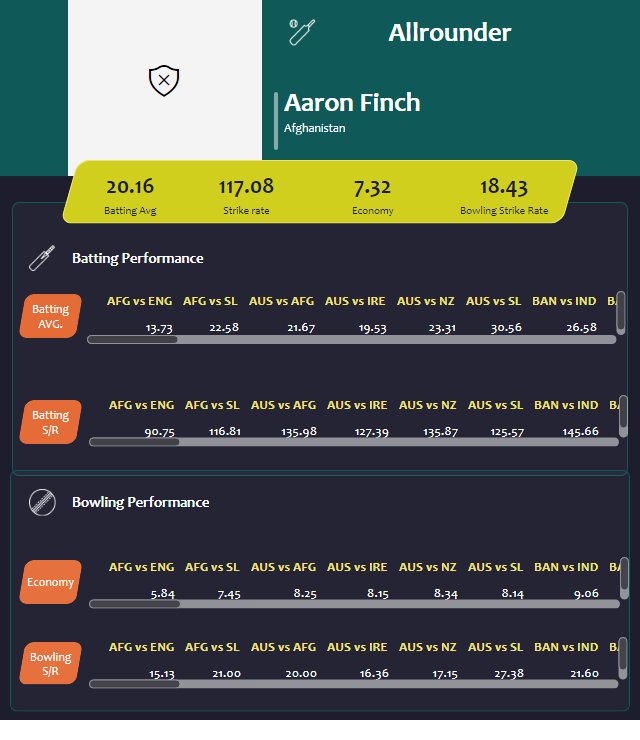 Allrounder
Aaron Finch
Afghanistan
20.16 117.08 7.32 18.43
Batting Avg Strike rate Economy Bowling Strike Rate
Batting Performance
Batting AVG.
AFG vs ENG AFG vs SL AUS vs AFG AUS vs IRE AUS vs NZ AUS vs SL BAN vs IND
13.73 22.58 21.67 19.53 23.31 30.56 26.58
Batting S/R
AFG vs ENG AFG vs SL AUS vs AFG AUS vs IRE AUS vs NZ AUS vs SL BAN vs IND
90.75 116.81 135.98 127.39 135.87 125.57 145.66
Bowling Performance
Economy
AFG vs ENG AFG vs SL AUS vs AFG AUS vs IRE AUS vs NZ AUS vs SL BAN vs IND
5.84 7.45 8.25 8.15 8.34 8.14 9.06
Bowling S/R
AFG vs ENG AFG vs SL AUS vs AFG AUS vs IRE AUS vs NZ AUS vs SL BAN vs IND
15.13 21.00 20.00 16.36 17.15 27.38 21.60